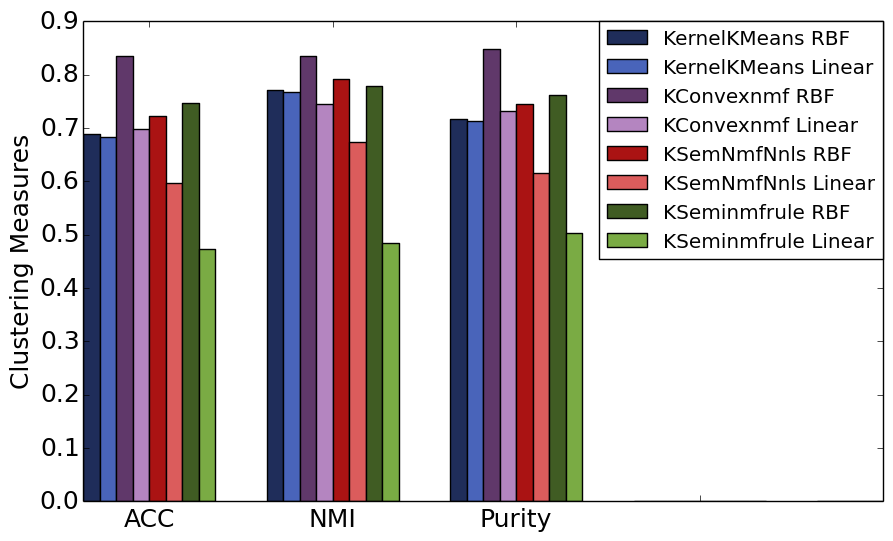 0.9
0.8
0.7
0.6
0.5
0.4
0.3
0.2
0.1
0.0
Clustering Measures
ACC
NMI
Purity
KernelKMeans RBF
KernelKMeans Linear
KConvexnmf RBF
KConvexnmf Linear
KSemNmfNnls RBF
KSemNmfNnls Linear
KSeminmfrule RBF
KSeminmfrule Linear